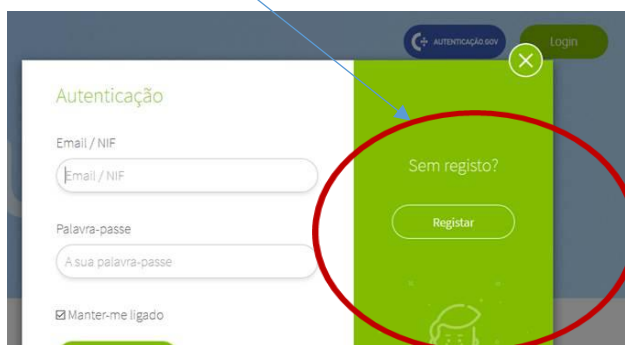 AUTENTICAÇÃO.GOV
Login
Autenticação
Email / NIF
Email / NIF
Palavra-passe
A sua palavra-passe
Manter-me ligado
Sem registo?
Registar